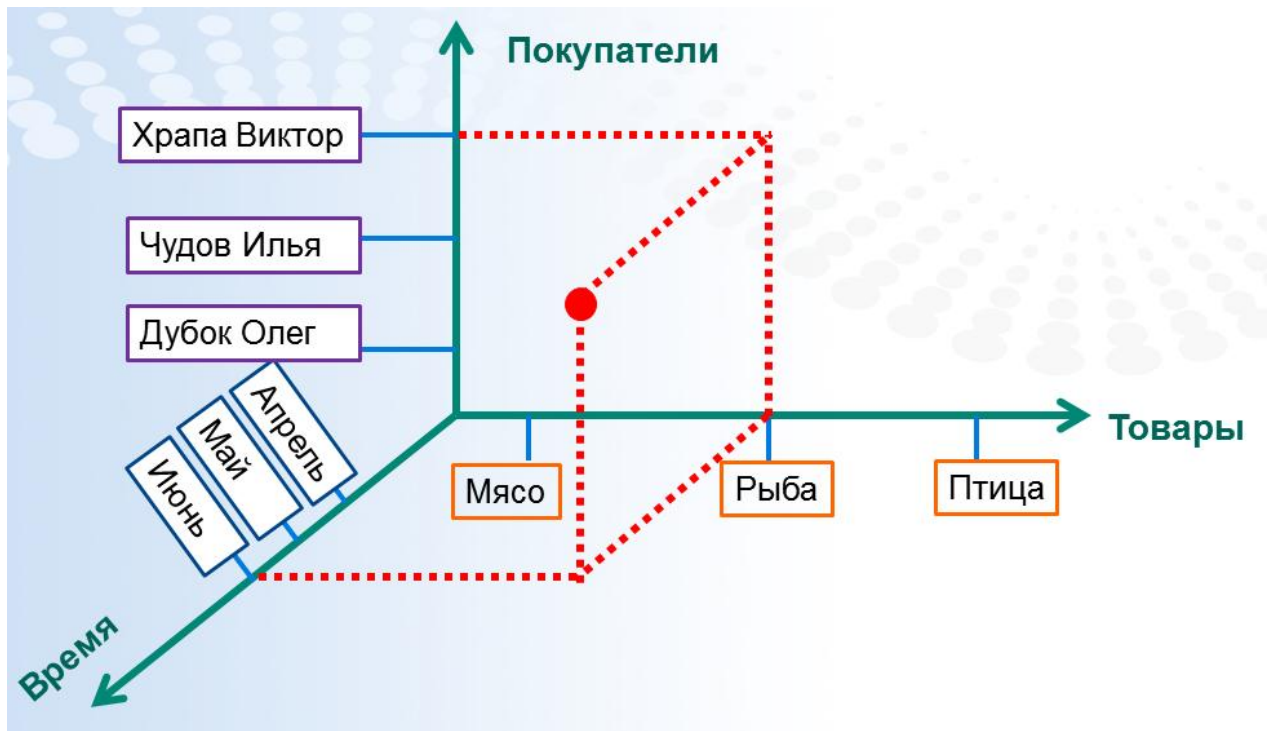 Покупатели
Храпа Виктор
Чудов Илья
Дубок Олег
Апрель
Май
Июнь
Товары
Мясо
Рыба
Птица
Время